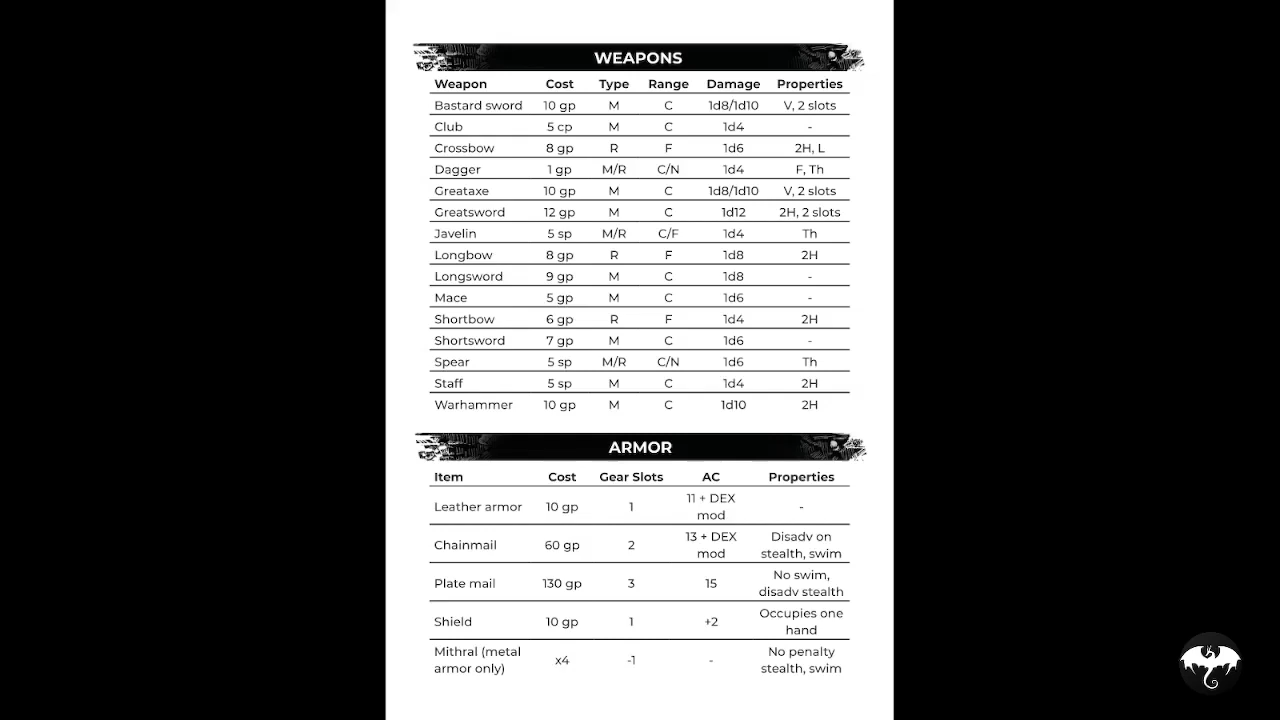 WEAPONS
Weapon Cost Type Range Damage Properties
Bastard sword 10 gp M C 1d8/1d10 V, 2 slots
Club 5 cp M C 1d4 -
Crossbow 8 gp R F 1d6 2H, L
Dagger 1 gp M/R C/N 1d4 F, Th
Greataxe 10 gp M C 1d8/1d10 V, 2 slots
Greatsword 12 gp M C 1d12 2H, 2 slots
Javelin 5 sp M/R C/F 1d4 Th
Longbow 8 gp R F 1d8 2H
Longsword 9 gp M C 1d8 -
Mace 5 gp M C 1d6 -
Shortbow 6 gp R F 1d4 2H
Shortsword 7 gp M C 1d6 -
Spear 5 sp M/R C/N 1d6 Th
Staff 5 sp M C 1d4 2H
Warhammer 10 gp M C 1d10 2H
ARMOR
Item Cost Gear Slots AC Properties
Leather armor 10 gp 1 11 + DEX
mod -
Chainmail 60 gp 2 13 + DEX
mod Disadv on
stealth, swim
Plate mail 130 gp 3 15 No swim,
disadv stealth
Shield 10 gp 1 +2 Occupies one
hand
Mithral (metal
armor only) x4 -1 - No penalty
stealth, swim